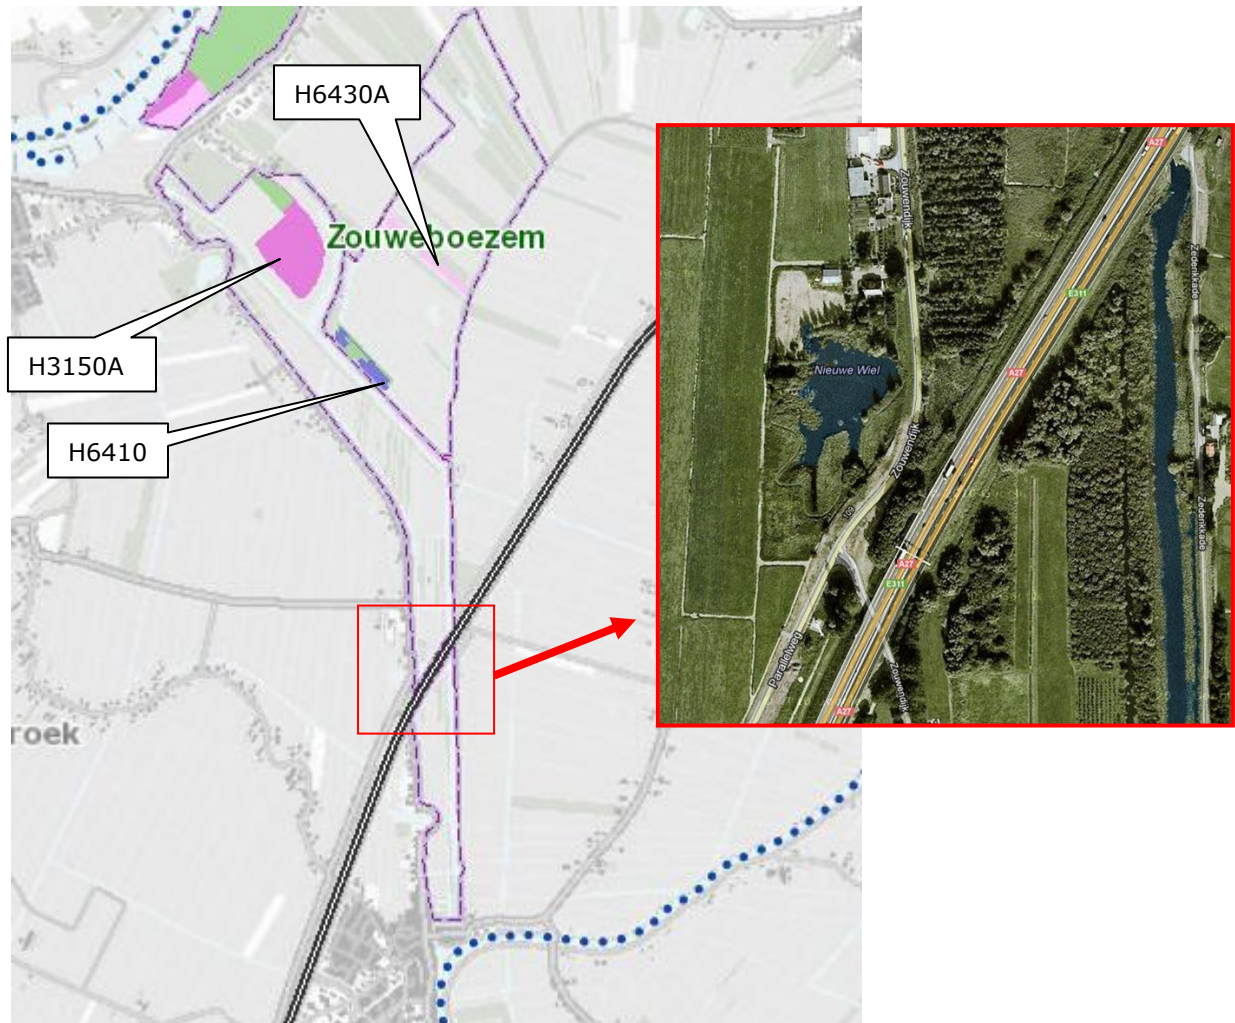 H6430A
Zouweboezem
H3150A
H6410
roek
A27
Zouwendijk
Zederikkade
E311
Nieuwe Wiel
A27
Zouwendijk
Zederikkade
A27
E311
Parallelweg
Zouwendijk
A27